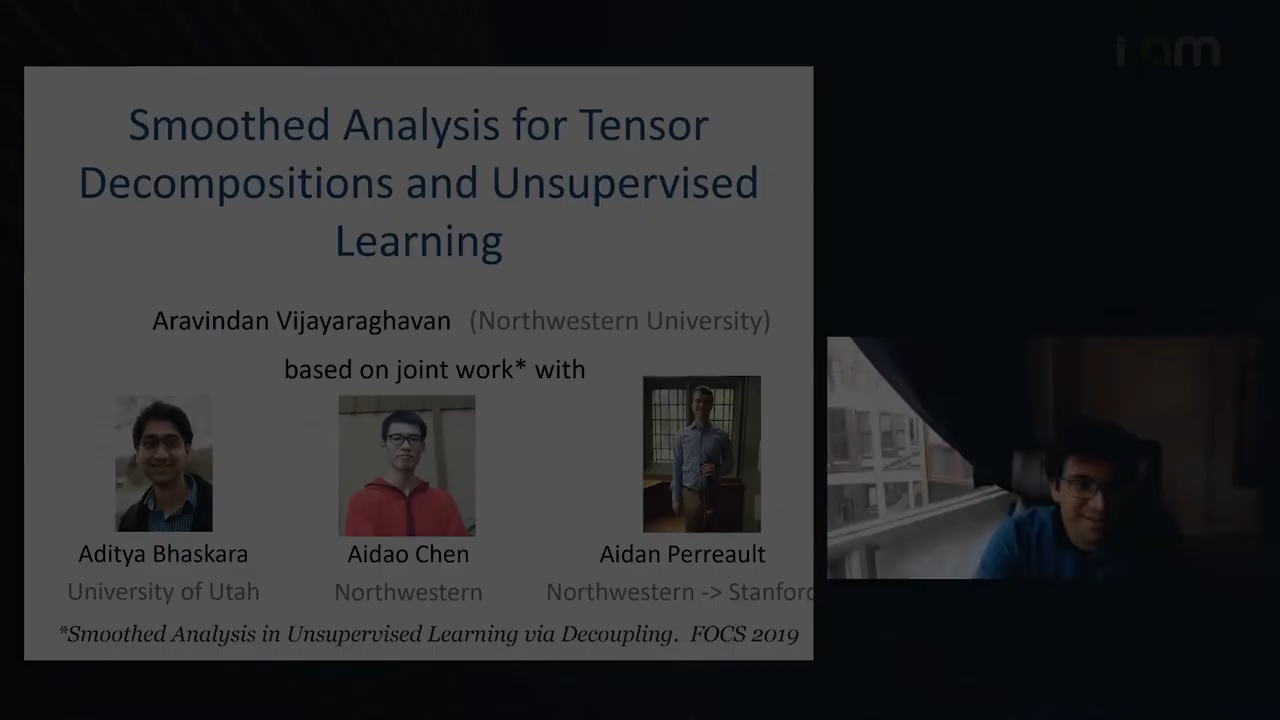 Smoothed Analysis for Tensor
Decompositions and Unsupervised
Learning
Aravindan Vijayaraghavan (Northwestern University)
based on joint work* with
Aditya Bhaskara
Aidao Chen
Aidan Perreault
University of Utah
Northwestern
Northwestern -> Stanford
*Smoothed Analysis in Unsupervised Learning via Decoupling. FOCS 2019